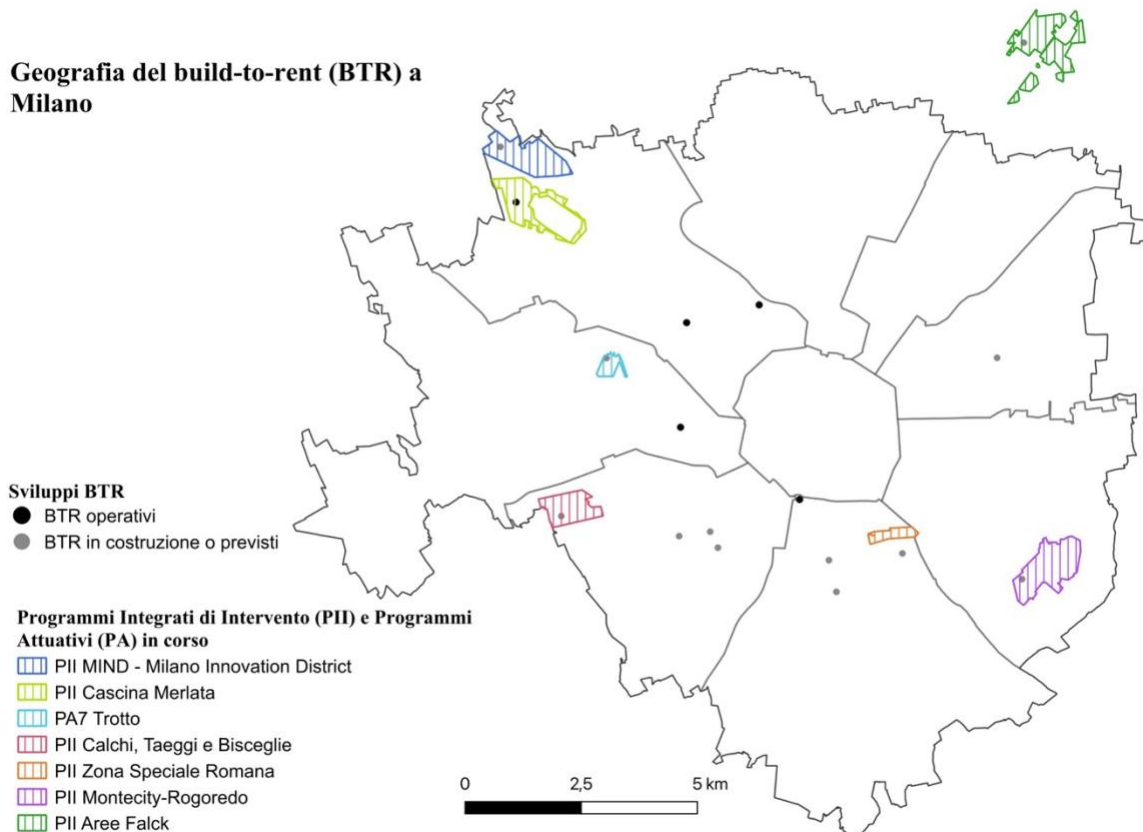 Geografia del build-to-rent (BTR) a
Milano
Sviluppi BTR
BTR operativi
BTR in costruzione o previsti
Programmi Integrati di Intervento (PII) e Programmi
Attuativi (PA) in corso
PII MIND - Milano Innovation District
PII Cascina Merlata
PA7 Trotto
PII Calchi, Taeggi e Bisceglie
PII Zona Speciale Romana
PII Montecity-Rogoredo
PII Aree Falck
0 2,5 5 km